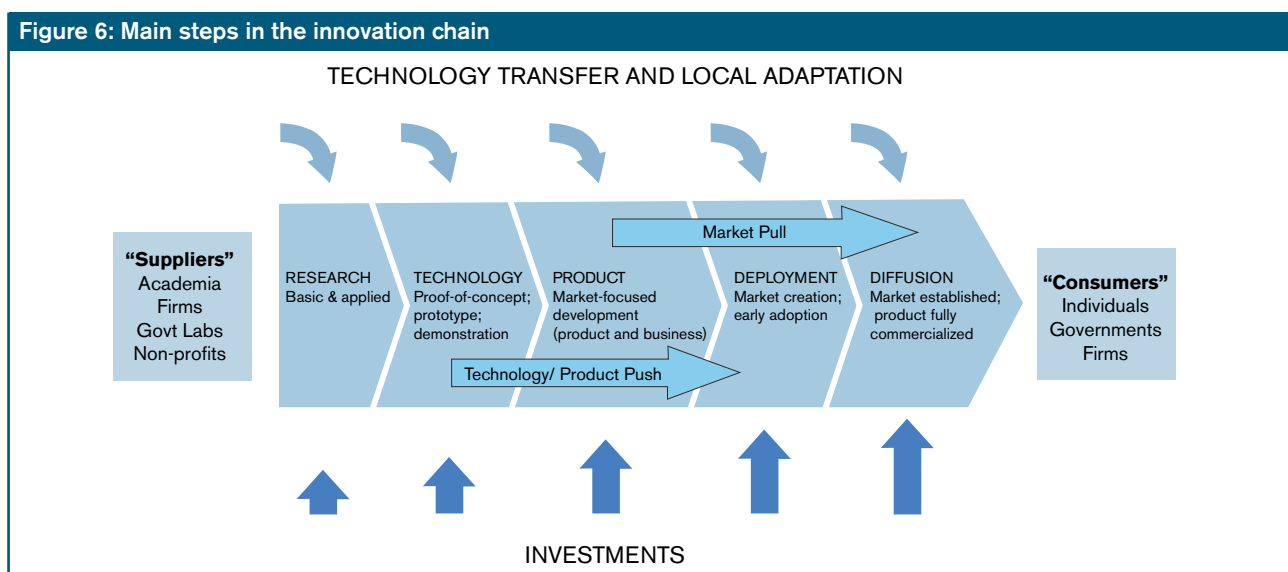 Figure 6: Main steps in the innovation chain
TECHNOLOGY TRANSFER AND LOCAL ADAPTATION
“Suppliers”
Academia
Firms
Govt Labs
Non-profits
RESEARCH
Basic & applied
TECHNOLOGY
Proof-of-concept;
prototype;
demonstration
PRODUCT
Market-focused
development
(product and business)
DEPLOYMENT
Market creation;
early adoption
DIFFUSION
Market established;
product fully
commercialized
Market Pull
Technology/ Product Push
“Consumers”
Individuals
Governments
Firms
INVESTMENTS